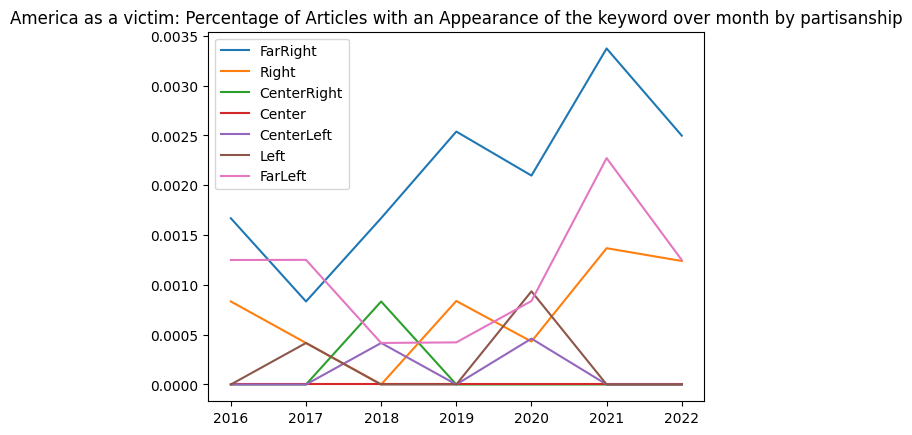 America as a victim: Percentage of Articles with an Appearance of the keyword over month by partisanship
0.0035
0.0030
0.0025
0.0020
0.0015
0.0010
0.0005
0.0000
FarRight
Right
CenterRight
Center
CenterLeft
Left
FarLeft
2016 2017 2018 2019 2020 2021 2022